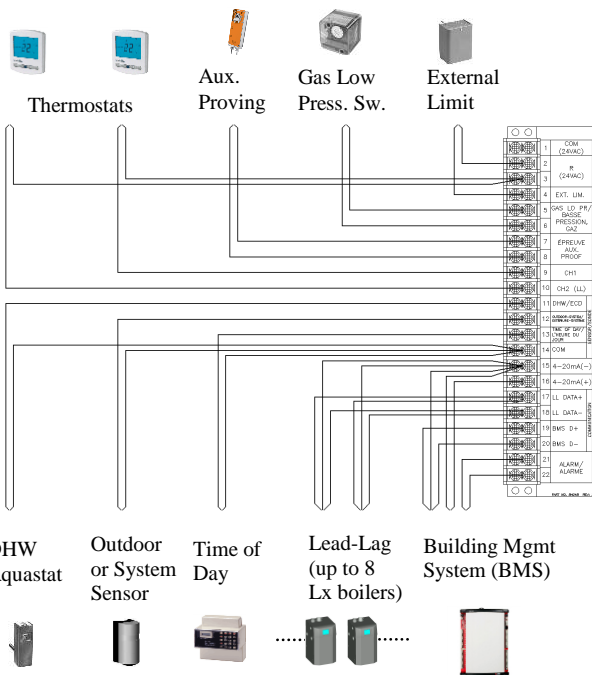 Thermostats
Aux.
Proving
Gas Low
Press. Sw.
External
Limit
1 COM
(24VAC)
2
3 R
(24VAC)
4 EXT. LIM.
5 GAS LO PR/
BASSE
6 PRESSION,
GAZ
7 ÉPREUVE
AUX.
8 PROOF
9 CH1
10 CH2 (LL)
11 DHW/ECD
12
13 TIME OF DAY/
L'HEURE DU
JOUR
14 COM
15 4-20mA(-)
16 4-20mA(+)
17 LL DATA+
18 LL DATA-
19 BMS D+
20 BMS D-
21 ALARM/
22 ALARME
COMMUNICATION
HW
quastat
Outdoor
or System
Sensor
Time of
Day
Lead-Lag
(up to 8
Lx boilers)
Building Mgmt
System (BMS)